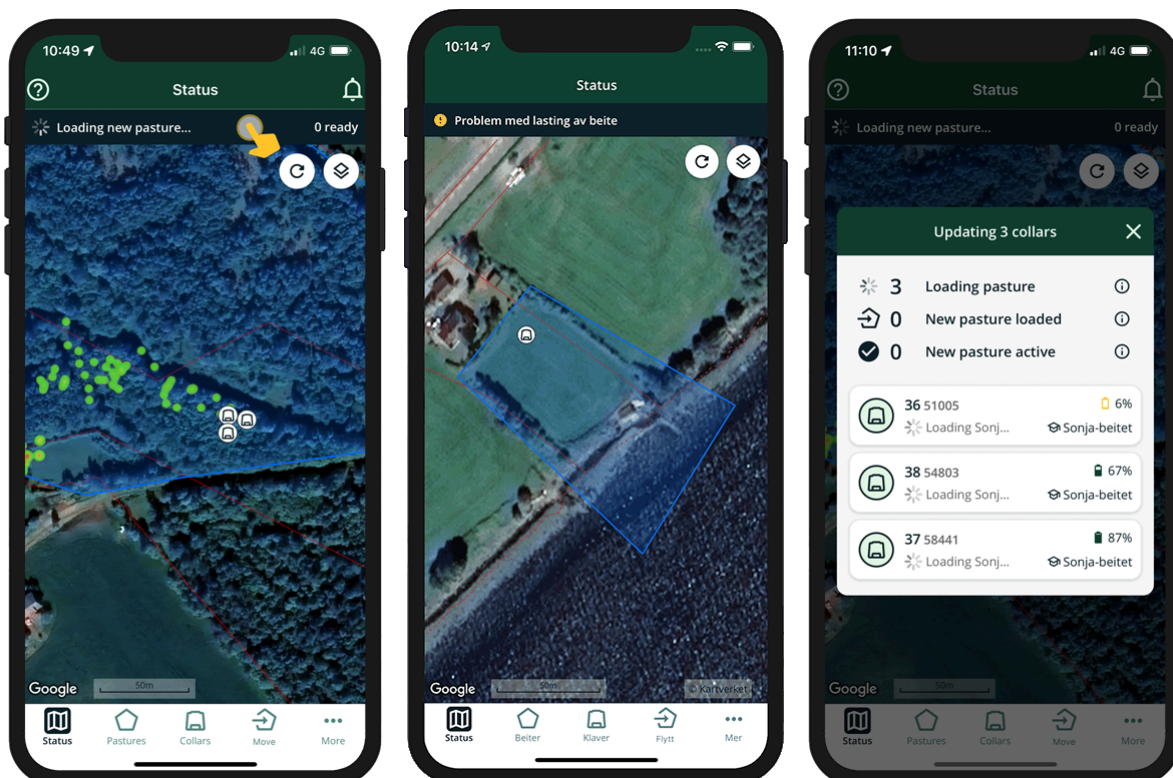 10:49
4G
Status
Loading new pasture...
0 ready
Google
50m
Status
Pastures
Collars
Move
More
10:14
Status
Problem med lasting av beite
Google
50m
© Kartverket
Status
Beiter
Klaver
Flytt
Mer
11:10
4G
Status
Loading new pasture...
0 ready
Updating 3 collars
3 Loading pasture
0 New pasture loaded
0 New pasture active
36 51005
6%
Loading Sonj...
Sonja-beitet
38 54803
67%
Loading Sonj...
Sonja-beitet
37 58441
87%
Loading Sonj...
Sonja-beitet
Google
50m
Status
Pastures
Collars
Move
More